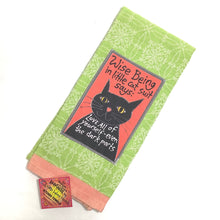 Wise Being
in little cat suit
says:
Love All of
Yourself-even
the dark parts